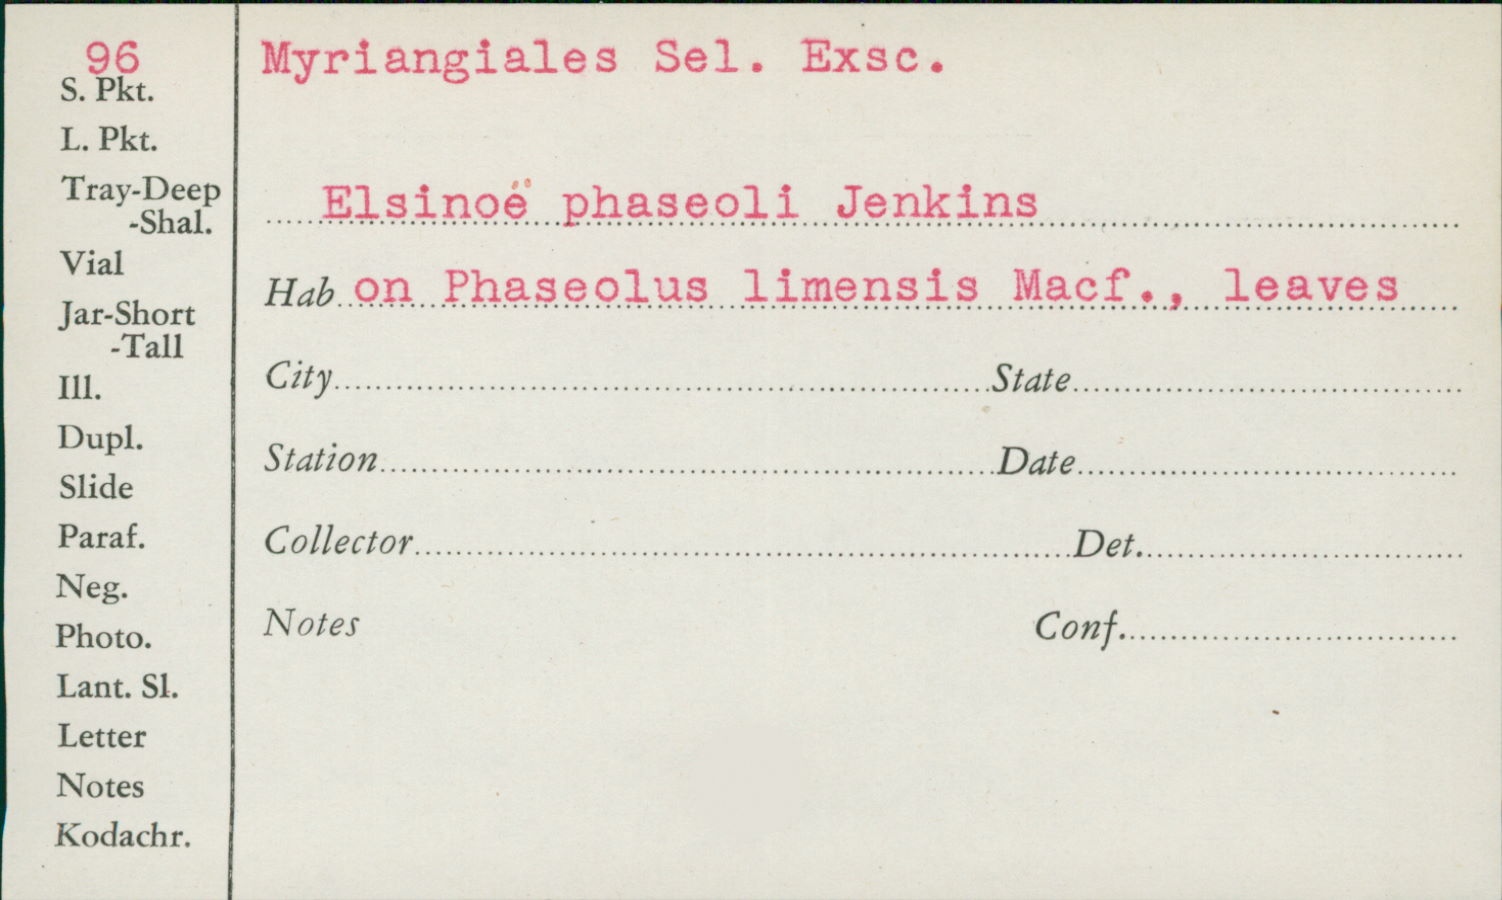 96
S. Pkt.
L. Pkt.
Tray-Deep
-Shal.
Vial
Jar-Short
-Tall
Ill.
Dupl.
Slide
Paraf.
Neg.
Photo.
Lant. Sl.
Letter
Notes
Kodachr.
Myriangiales Sel. Exsc.
Elsinoë phaseoli Jenkins
Hab on Phaseolus limensis Macf., leaves
City State
Station Date
Collector Det.
Notes Conf.